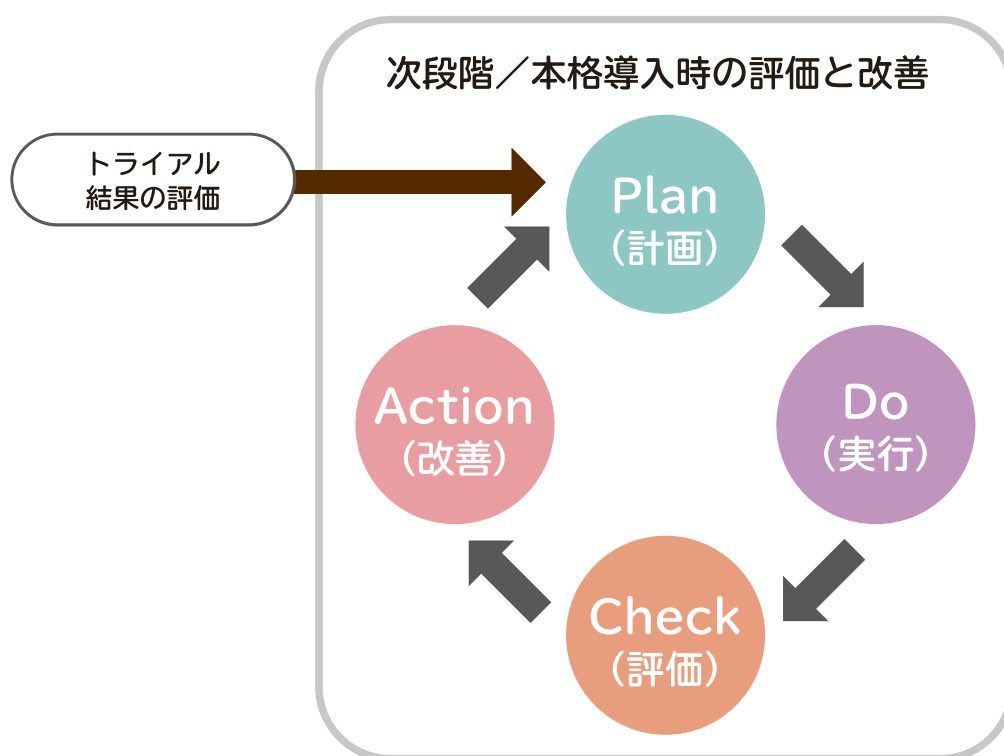 次段階／本格導入時の評価と改善
トライアル
結果の評価
Plan
（計画）
Do
（実行）
Check
（評価）
Action
（改善）